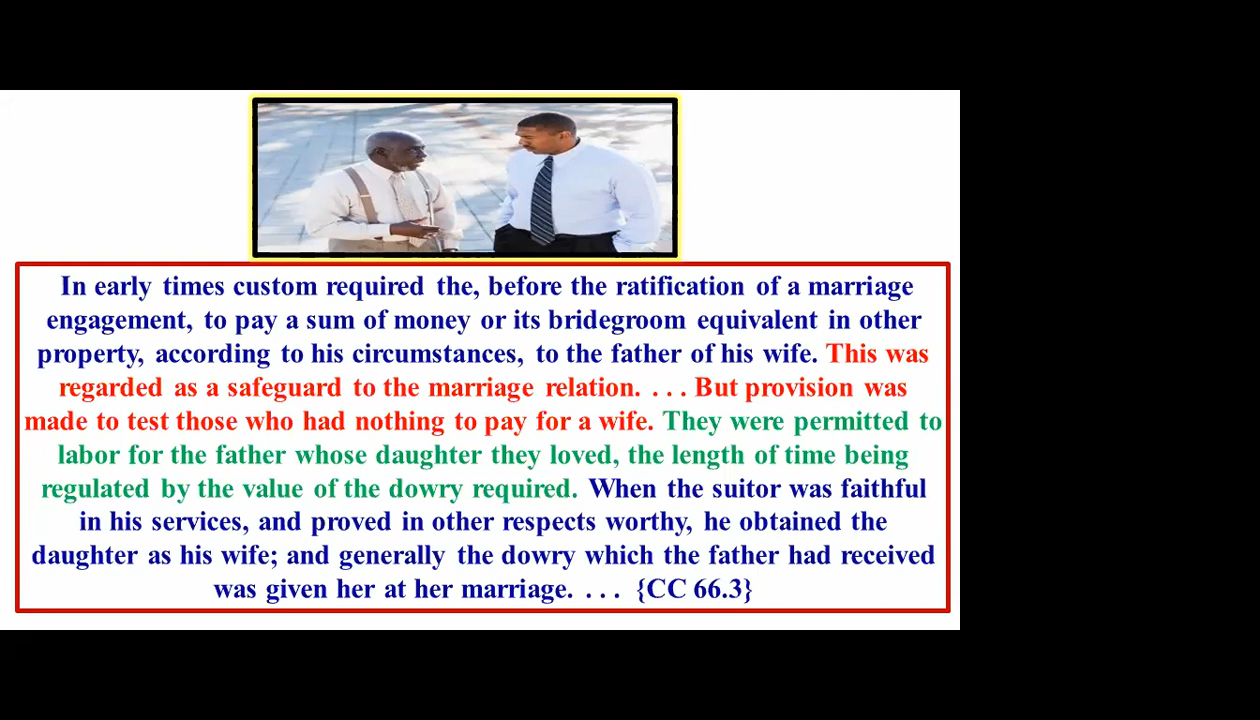 In early times custom required the, before the ratification of a marriage
engagement, to pay a sum of money or its bridegroom equivalent in other
property, according to his circumstances, to the father of his wife. This was
regarded as a safeguard to the marriage relation. . . . But provision was
made to test those who had nothing to pay for a wife. They were permitted to
labor for the father whose daughter they loved, the length of time being
regulated by the value of the dowry required. When the suitor was faithful
in his services, and proved in other respects worthy, he obtained the
daughter as his wife; and generally the dowry which the father had received
was given her at her marriage. . . . {CC 66.3}